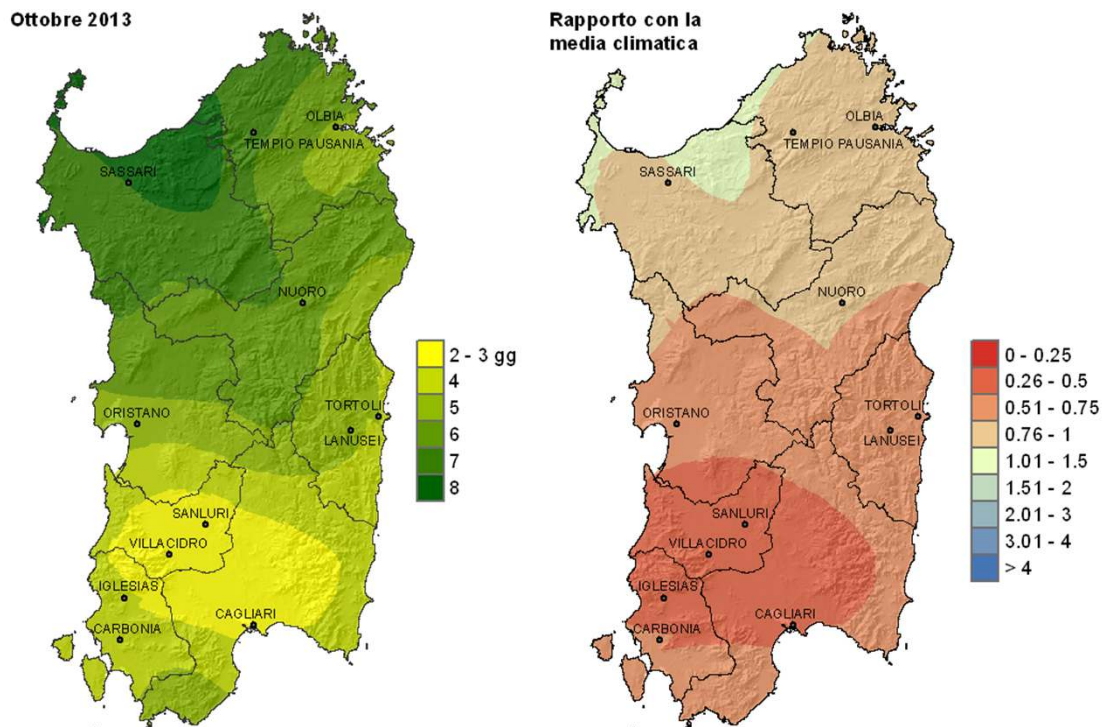 Ottobre 2013
OLBIA
TEMPIO PAUSANIA
SASSARI
NUORO
ORISTANO
TORTOLI
LANUSEI
SANLURI
VILLACIDRO
IGLESIAS
CAGLIARI
CARBONIA
2 - 3 gg
4
5
6
7
8
Rapporto con la
media climatica
OLBIA
TEMPIO PAUSANIA
SASSARI
NUORO
ORISTANO
TORTOLI
LANUSEI
SANLURI
VILLACIDRO
IGLESIAS
CAGLIARI
CARBONIA
0 - 0.25
0.26 - 0.5
0.51 - 0.75
0.76 - 1
1.01 - 1.5
1.51 - 2
2.01 - 3
3.01 - 4
> 4